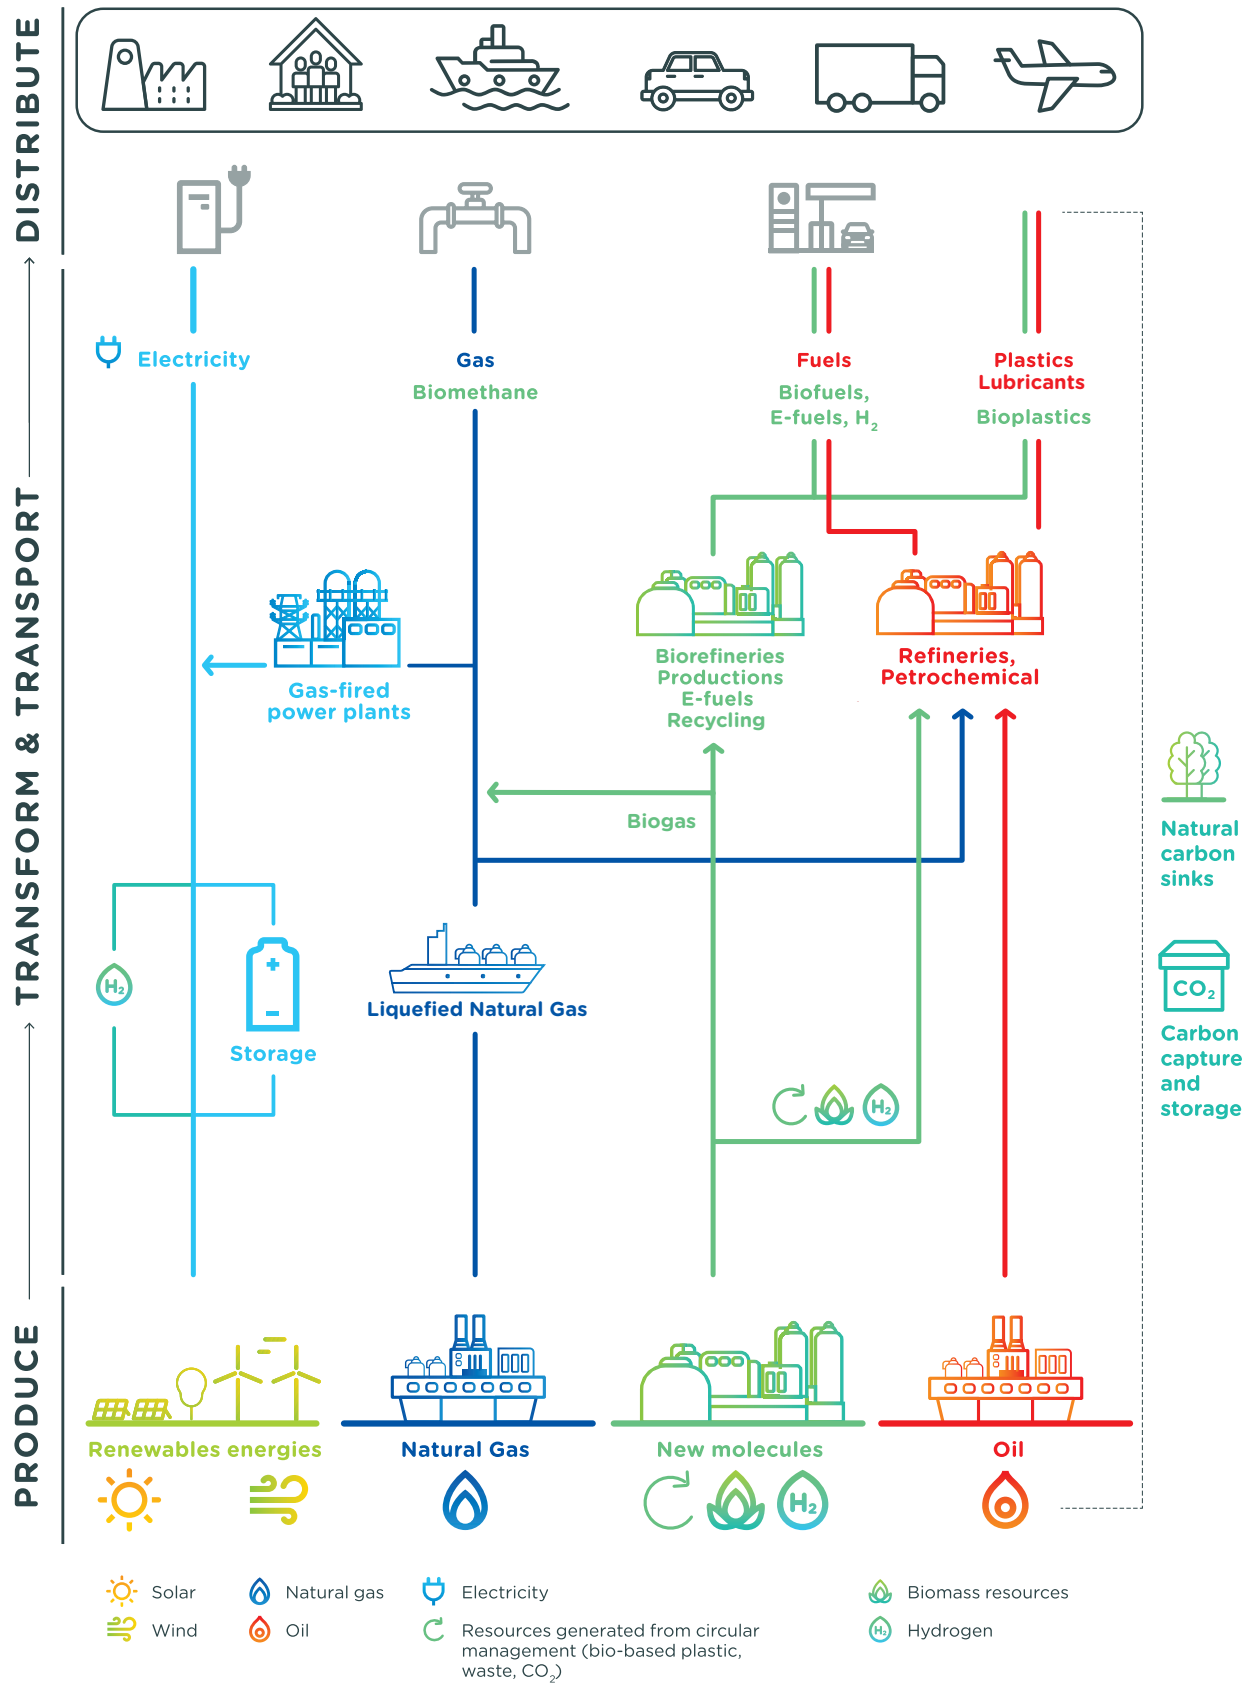 DISTRIBUTE
TRANSFORM & TRANSPORT
PRODUCE
Electricity
Gas
Biomethane
Fuels
Biofuels,
E-fuels, H₂
Plastics
Lubricants
Bioplastics
Gas-fired
power plants
Biorefineries
Productions
E-fuels
Recycling
Refineries,
Petrochemical
Biogas
Natural
carbon
sinks
H₂
Storage
Liquefied Natural Gas
CO₂
Carbon
capture
and
storage
H₂
Renewables energies
Natural Gas
New molecules
Oil
H₂
Solar
Natural gas
Electricity
Biomass resources
Wind
Oil
Resources generated from circular
management (bio-based plastic,
waste, CO₂)
H₂
Hydrogen